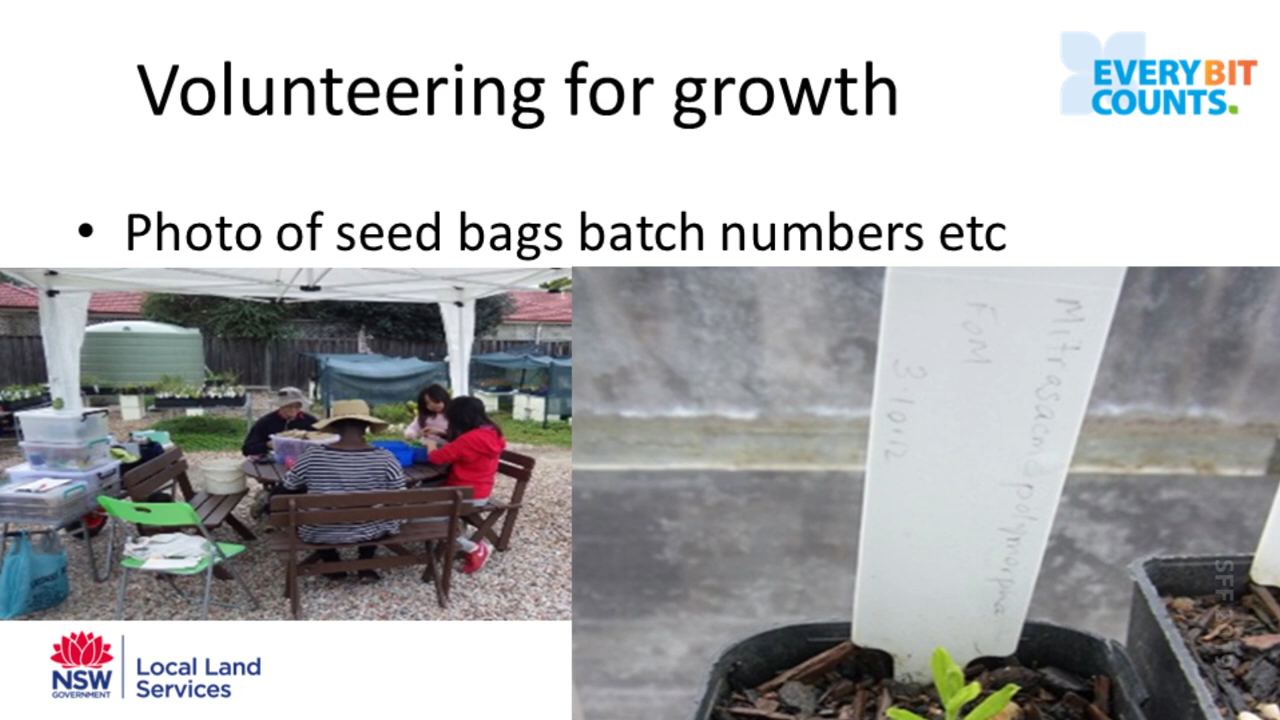 Volunteering for growth
EVERY BIT
COUNTS.
• Photo of seed bags batch numbers etc
Mitrasacme polymorpha
FOM
3.10.12
NSW
GOVERNMENT
Local Land
Services